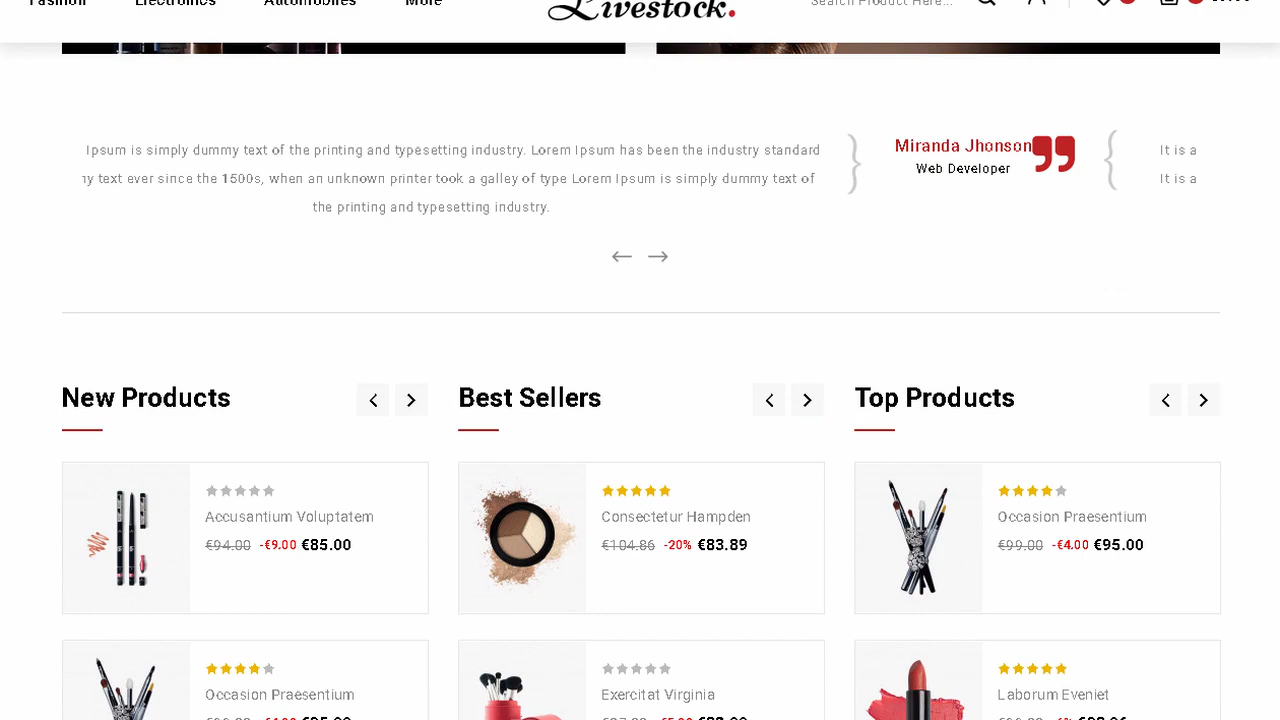 Fashion Electronics Automobiles More
Livestock.
Search Product Here...
Ipsum is simply dummy text of the printing and typesetting industry. Lorem Ipsum has been the industry standard
ny text ever since the 1500s, when an unknown printer took a galley of type Lorem Ipsum is simply dummy text of
the printing and typesetting industry.
Miranda Jhonson
Web Developer
It is a
It is a
New Products
Best Sellers
Top Products
Accusantium Voluptatem
€94.00 -€9.00 €85.00
Consectetur Hampden
€104.86 -20% €83.89
Occasion Praesentium
€99.00 -€4.00 €95.00
Occasion Praesentium
Exercitat Virginia
Laborum Eveniet